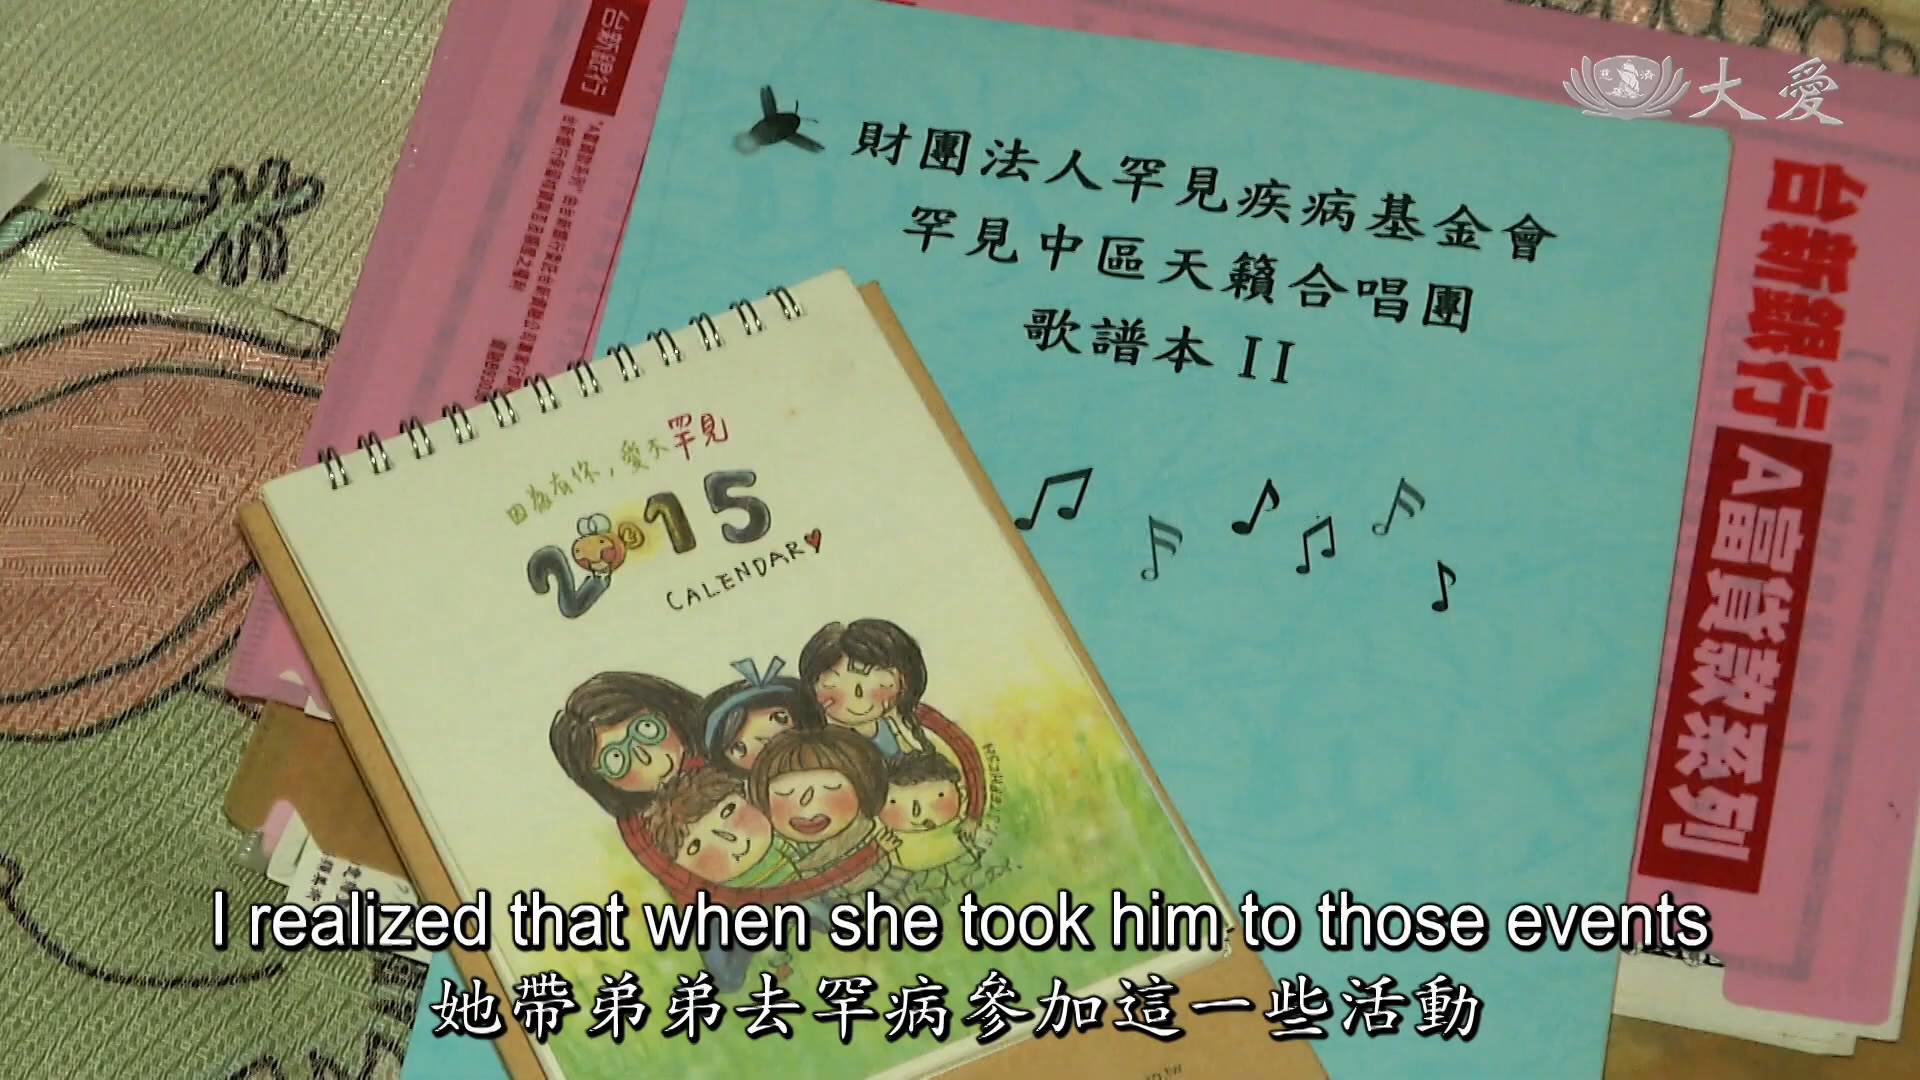 大愛
慈濟
台新銀行
財團法人罕見疾病基金會
罕見中區天籟合唱團
歌譜本 II
台新銀行
A富貸款系列
因為有你，愛不罕見
2015
CALENDAR
I realized that when she took him to those events
她帶弟弟去罕病參加這一些活動